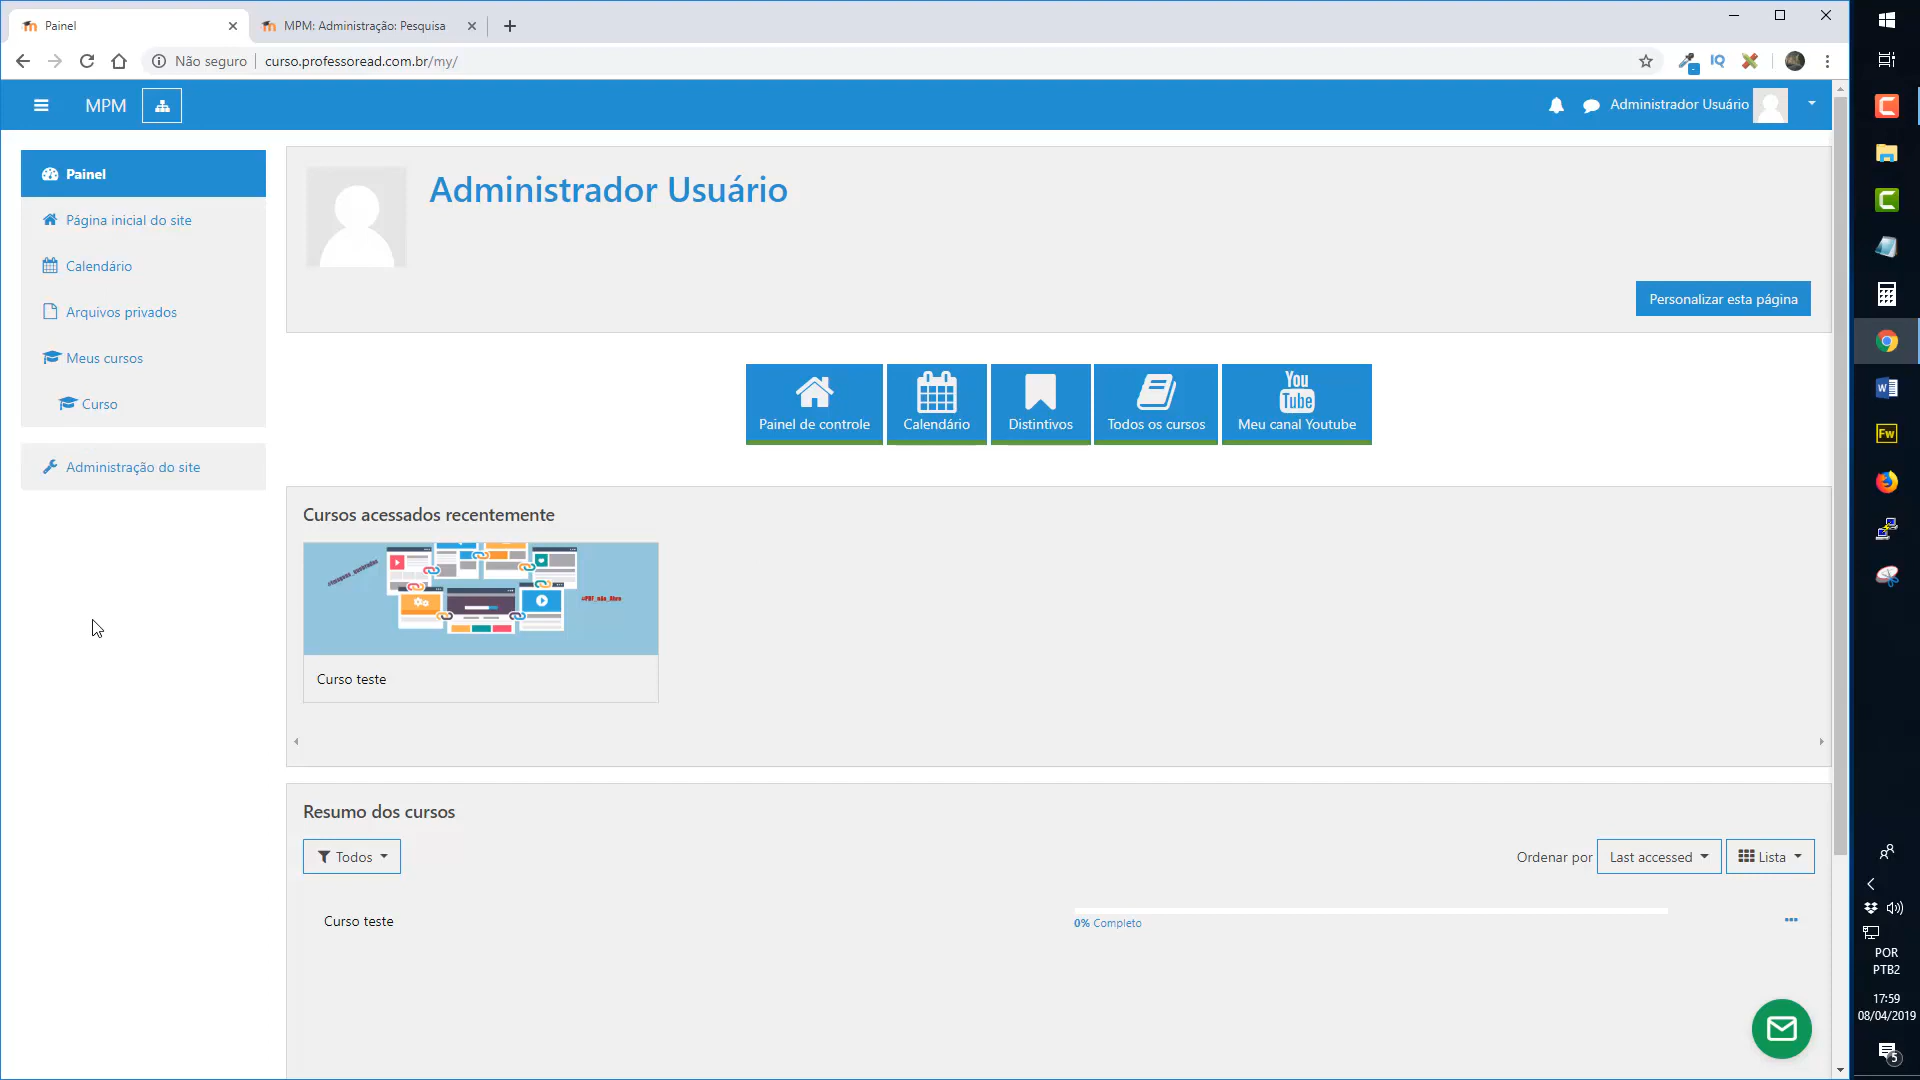 Painel
MPM: Administração: Pesquisa
Não seguro
curso.professoread.com.br/my/
MPM
Administrador Usuário
Painel
Página inicial do site
Calendário
Arquivos privados
Meus cursos
Curso
Administração do site
Administrador Usuário
Personalizar esta página
Painel de controle
Calendário
Distintivos
Todos os cursos
You
Tube
Meu canal Youtube
Cursos acessados recentemente
Curso teste
Resumo dos cursos
Todos
Ordenar por
Last accessed
Lista
Curso teste
0% Completo
IQ
Fw
POR
PTB2
17:59
08/04/2019
5